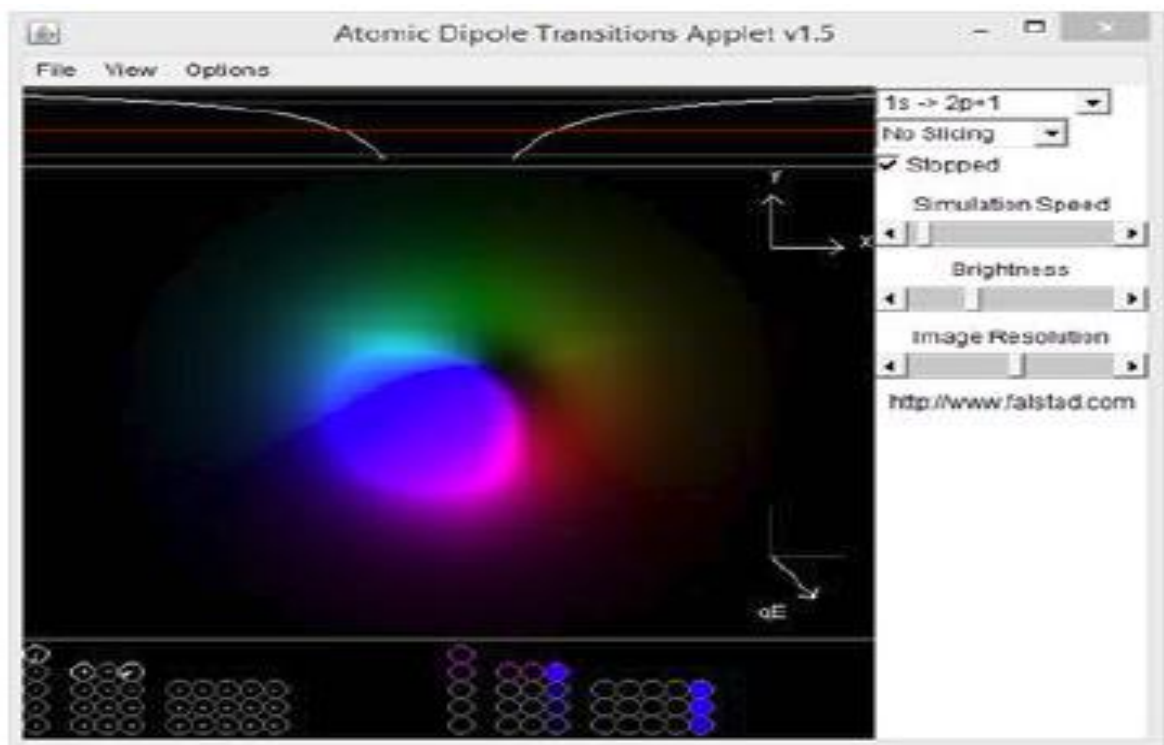 Atomic Dipole Transitions Applet v1.5
File View Options
1s -> 2p+1
No Slicing
Stopped
Y
X
Simulation Speed
Brightness
Image Resolution
http://www.falstad.com
qE